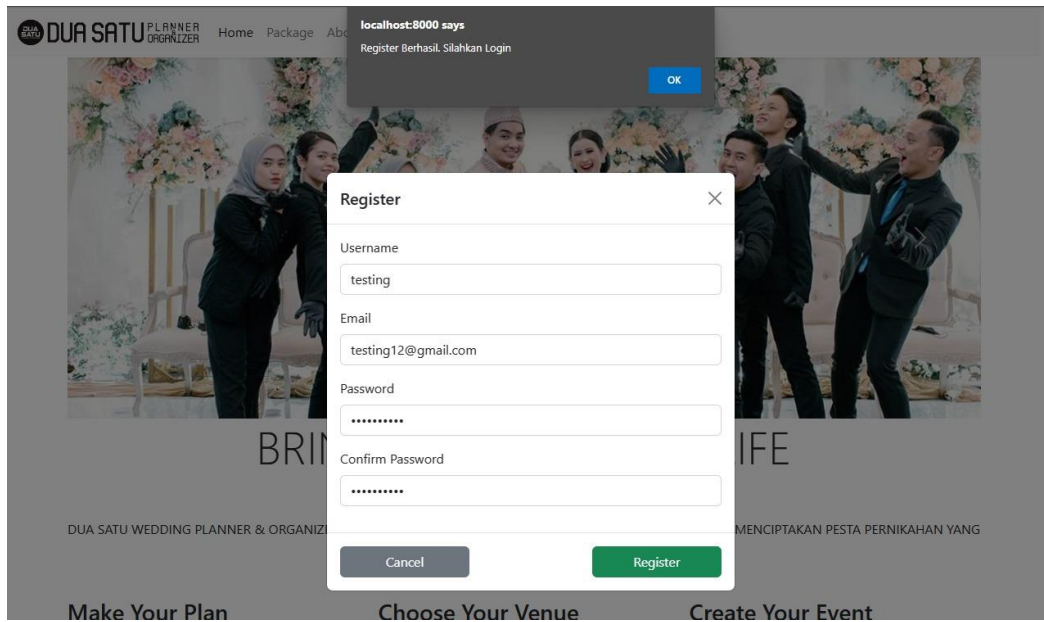 DUA SATU DUA SATU PLANNER ORGANIZER
Home Package Abo
localhost:8000 says
Register Berhasil. Silahkan Login
OK
Register
Username
testing
Email
testing12@gmail.com
Password
••••••••••
Confirm Password
••••••••••
Cancel Register
BRIN IFE
DUA SATU WEDDING PLANNER & ORGANIZ MENCIPTAKAN PESTA PERNIKAHAN YANG
Make Your Plan Choose Your Venue Create Your Event